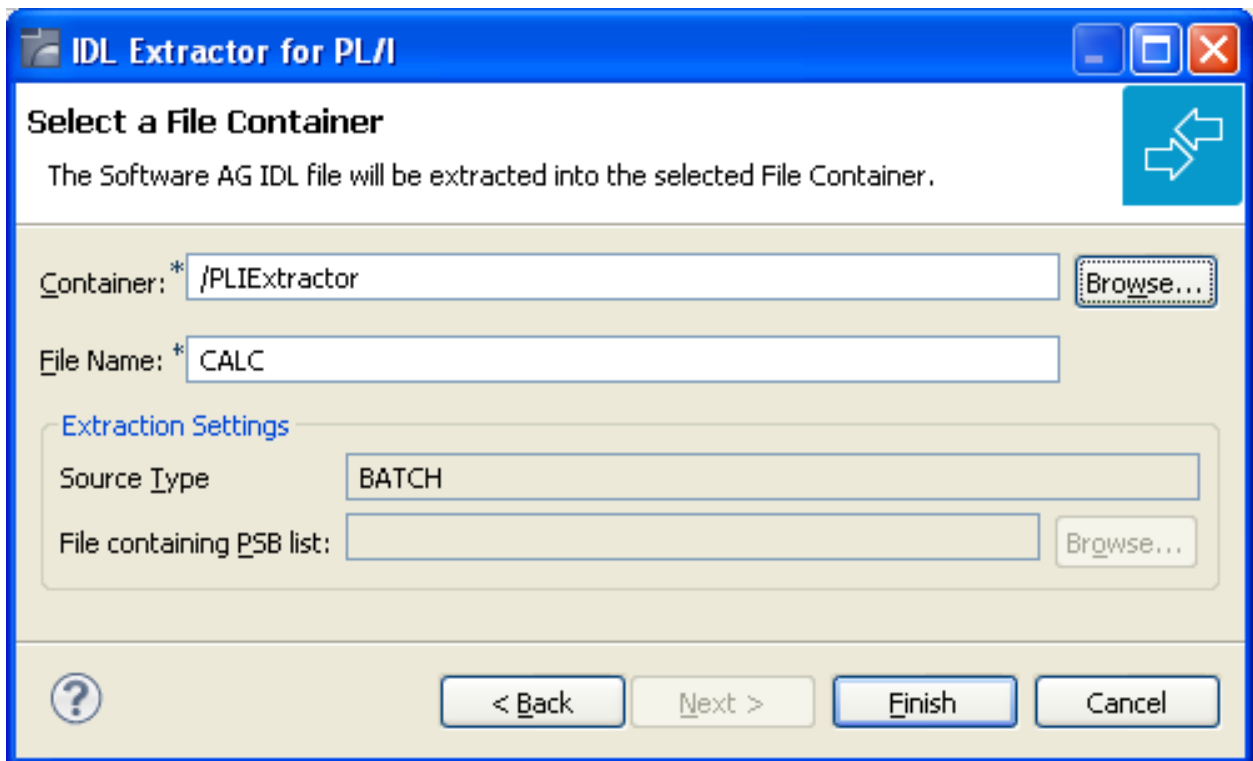 IDL Extractor for PL/I
Select a File Container
The Software AG IDL file will be extracted into the selected File Container.
Container:* /PLIExtractor Browse...
File Name:* CALC
Extraction Settings
Source Type BATCH
File containing PSB list: Browse...
? < Back Next > Finish Cancel